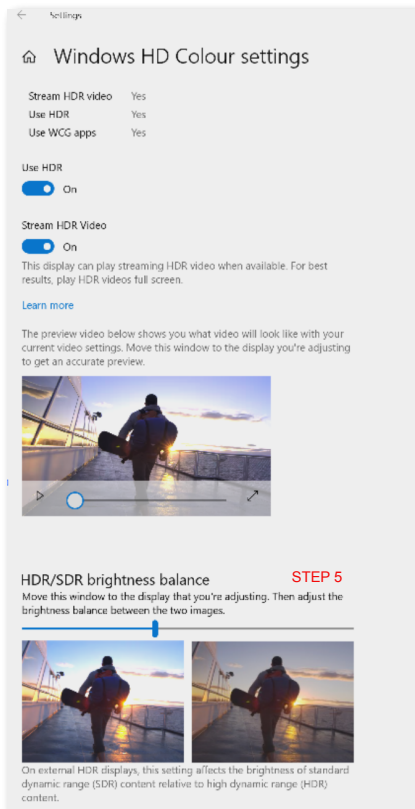 Settings
Windows HD Colour settings
Stream HDR video Yes
Use HDR Yes
Use WCG apps Yes
Use HDR
On
Stream HDR Video
On
This display can play streaming HDR video when available. For best
results, play HDR videos full screen.
Learn more
The preview video below shows you what video will look like with your
current video settings. Move this window to the display you're adjusting
to get an accurate preview.
HDR/SDR brightness balance STEP 5
Move this window to the display that you're adjusting. Then adjust the
brightness balance between the two images.
On external HDR displays, this setting affects the brightness of standard
dynamic range (SDR) content relative to high dynamic range (HDR)
content.